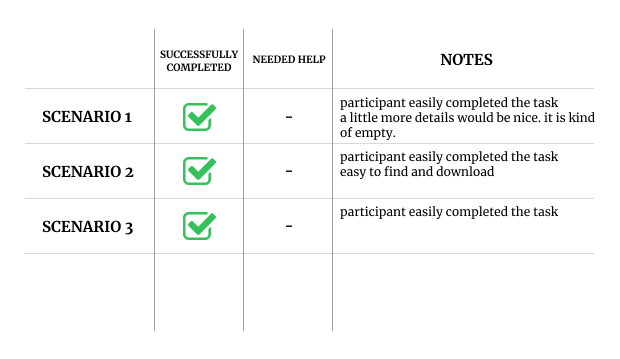 SUCCESSFULLY
COMPLETED
NEEDED HELP
NOTES
SCENARIO 1
-
participant easily completed the task
a little more details would be nice. it is kind
of empty.
SCENARIO 2
-
participant easily completed the task
easy to find and download
SCENARIO 3
-
participant easily completed the task